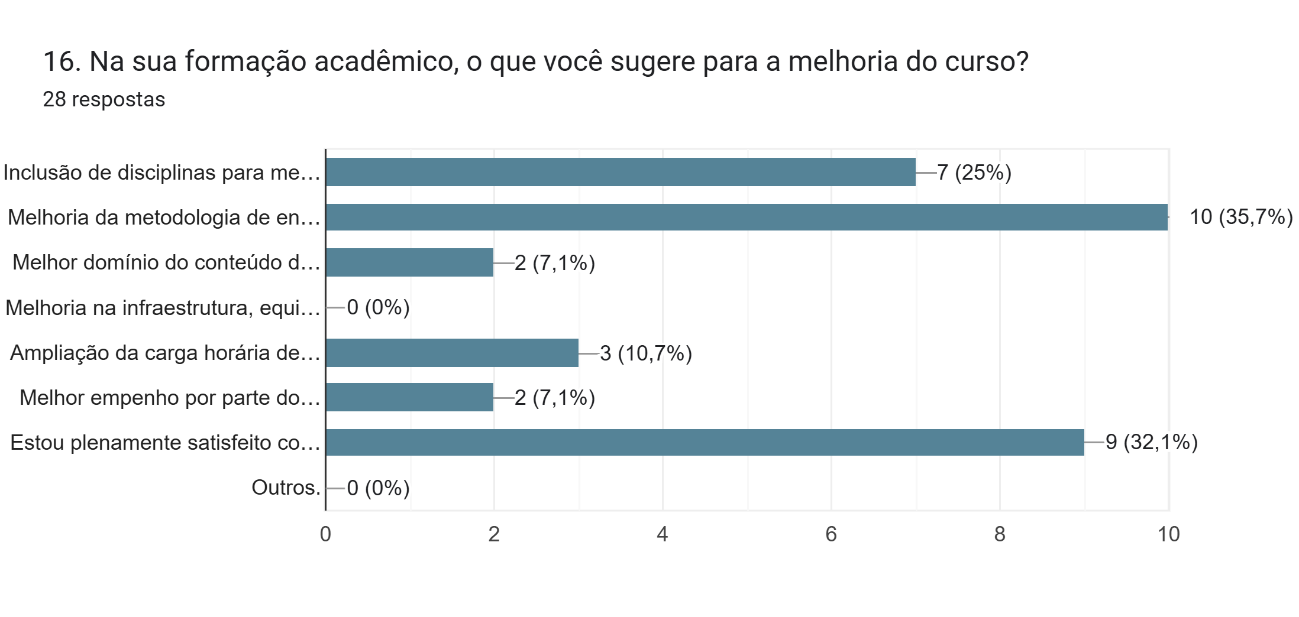 16. Na sua formação acadêmico, o que você sugere para a melhoria do curso?
28 respostas
Inclusão de disciplinas para me… 7 (25%)
Melhoria da metodologia de en… 10 (35,7%)
Melhor domínio do conteúdo d… 2 (7,1%)
Melhoria na infraestrutura, equi… 0 (0%)
Ampliação da carga horária de… 3 (10,7%)
Melhor empenho por parte do… 2 (7,1%)
Estou plenamente satisfeito co… 9 (32,1%)
Outros. 0 (0%)
0 2 4 6 8 10